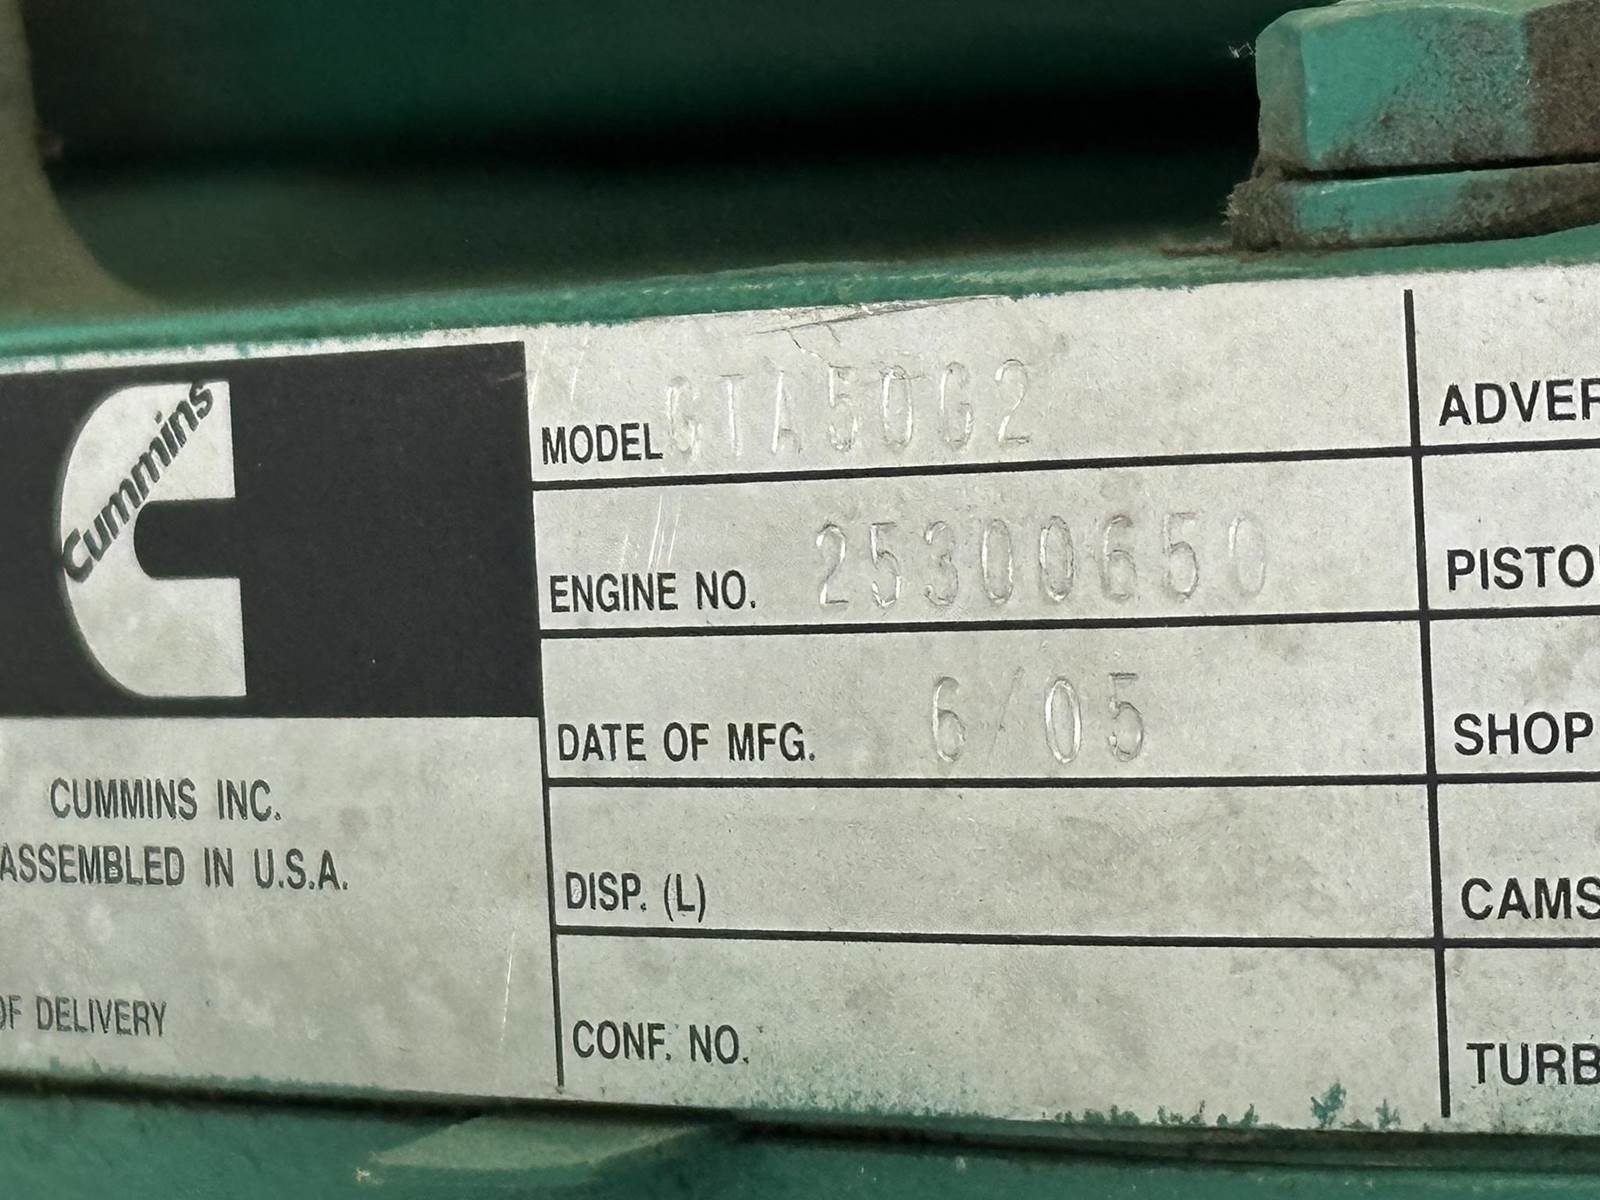 Cummins
CUMMINS INC.
ASSEMBLED IN U.S.A.
OF DELIVERY
MODEL GTA50G2
ENGINE NO. 25300650
DATE OF MFG. 6/05
DISP. (L)
CONF. NO.
ADVER
PISTO
SHOP
CAMS
TURB